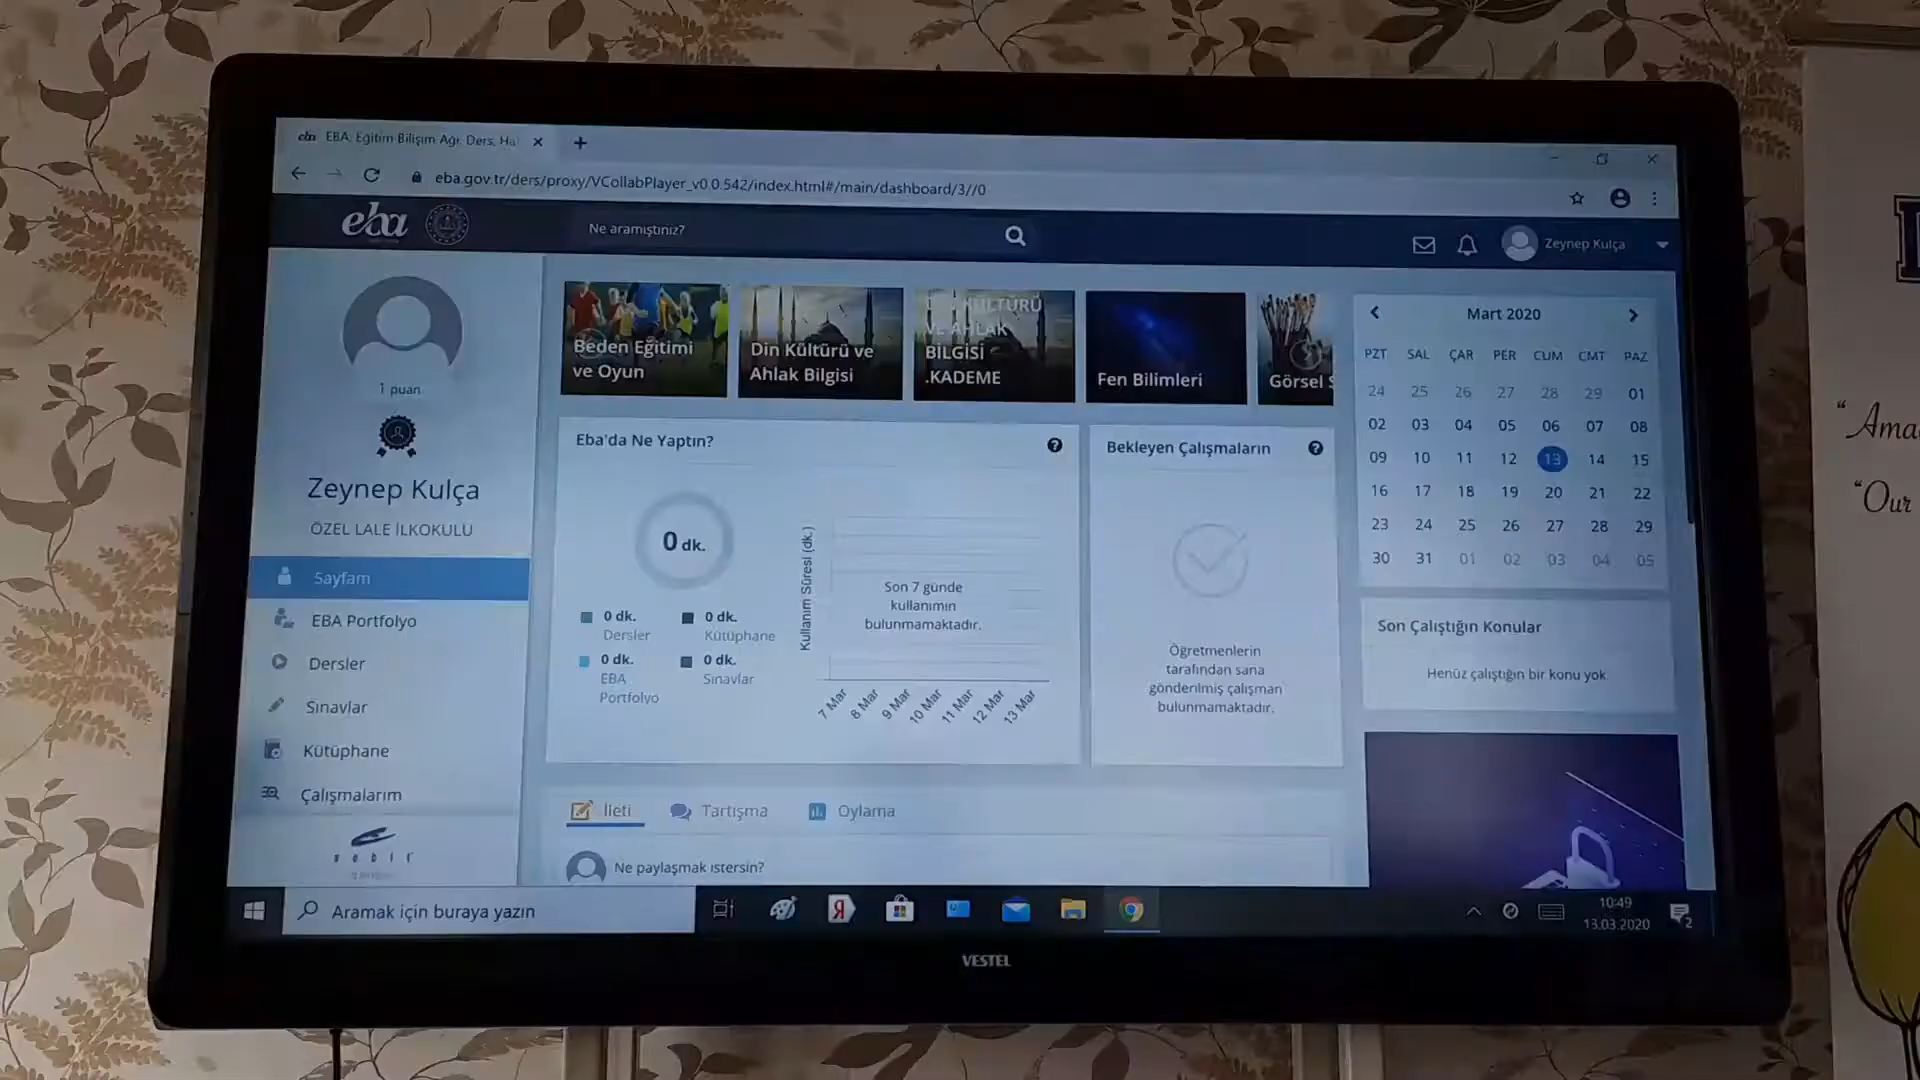 eba EBA: Eğitim Bilişim Ağı. Ders, Ha
eba.gov.tr/ders/proxy/VCollabPlayer_v0.0.542/index.html#/main/dashboard/3//0
eba
Ne aramıştınız?
Zeynep Kulça
1 puan
Zeynep Kulça
ÖZEL LALE İLKOKULU
Sayfam
EBA Portfolyo
Dersler
Sınavlar
Kütüphane
Çalışmalarım
sebit
Beden Eğitimi
ve Oyun
Din Kültürü ve
Ahlak Bilgisi
KÜLTÜRÜ
VE AHLAK
BİLGİSİ
.KADEME
Fen Bilimleri
Görsel S
Eba'da Ne Yaptın?
0 dk.
0 dk.
Dersler
0 dk.
Kütüphane
0 dk.
EBA
Portfolyo
0 dk.
Sınavlar
Kullanım Süresi (dk.)
Son 7 günde
kullanımın
bulunmamaktadır.
7 Mar 8 Mar 9 Mar 10 Mar 11 Mar 12 Mar 13 Mar
Bekleyen Çalışmaların
Öğretmenlerin
tarafından sana
gönderilmiş çalışman
bulunmamaktadır.
Mart 2020
PZT SAL ÇAR PER CUM CMT PAZ
24 25 26 27 28 29 01
02 03 04 05 06 07 08
09 10 11 12 13 14 15
16 17 18 19 20 21 22
23 24 25 26 27 28 29
30 31 01 02 03 04 05
Son Çalıştığın Konular
Henüz çalıştığın bir konu yok
İleti Tartışma Oylama
Ne paylaşmak istersin?
Aramak için buraya yazın
10:49
13.03.2020
2
VESTEL
"Our